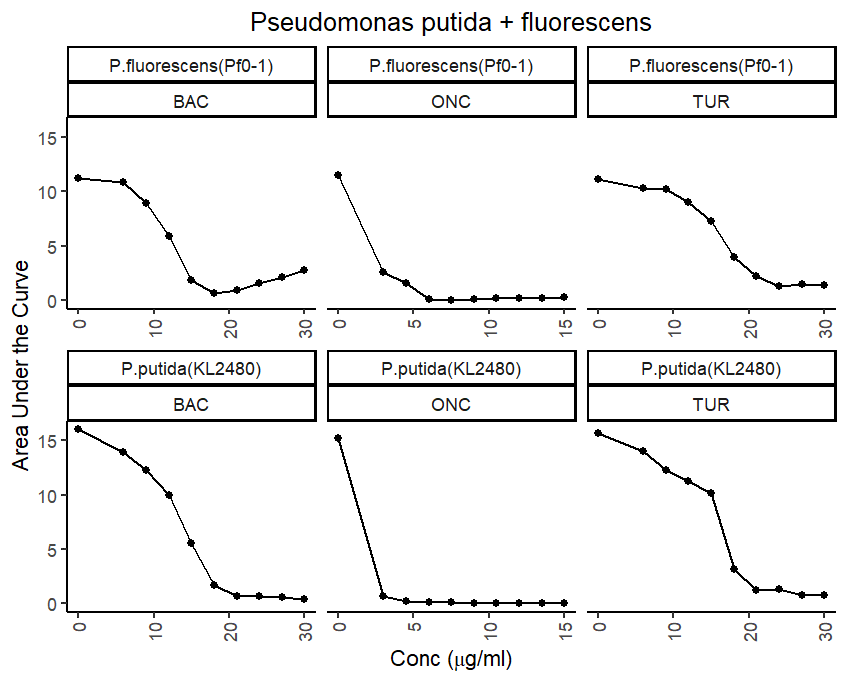 Pseudomonas putida + fluorescens
P.fluorescens(Pf0-1) P.fluorescens(Pf0-1) P.fluorescens(Pf0-1)
BAC ONC TUR
15
10
5
0
0 10 20 30 0 5 10 15 0 10 20 30
Area Under the Curve
P.putida(KL2480) P.putida(KL2480) P.putida(KL2480)
BAC ONC TUR
15
10
5
0
0 10 20 30 0 5 10 15 0 10 20 30
Conc (μg/ml)